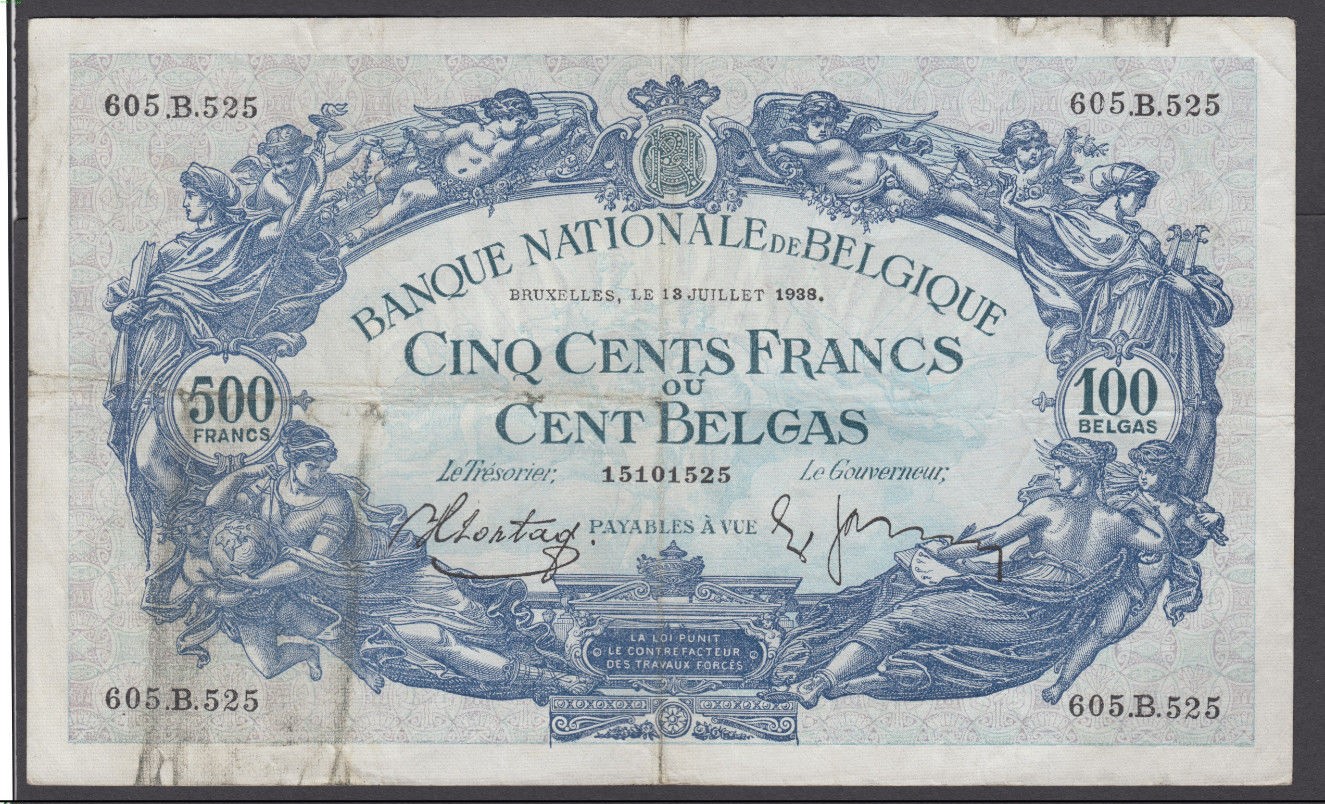 605.B.525
605.B.525
BANQUE NATIONALE DE BELGIQUE
BRUXELLES, LE 13 JUILLET 1938.
CINQ CENTS FRANCS
OU
CENT BELGAS
500
FRANCS
100
BELGAS
Le Trésorier,
15101525
Le Gouverneur,
PAYABLES À VUE
LA LOI PUNIT
LE CONTREFACTEUR
DES TRAVAUX FORCÉS
605.B.525
605.B.525